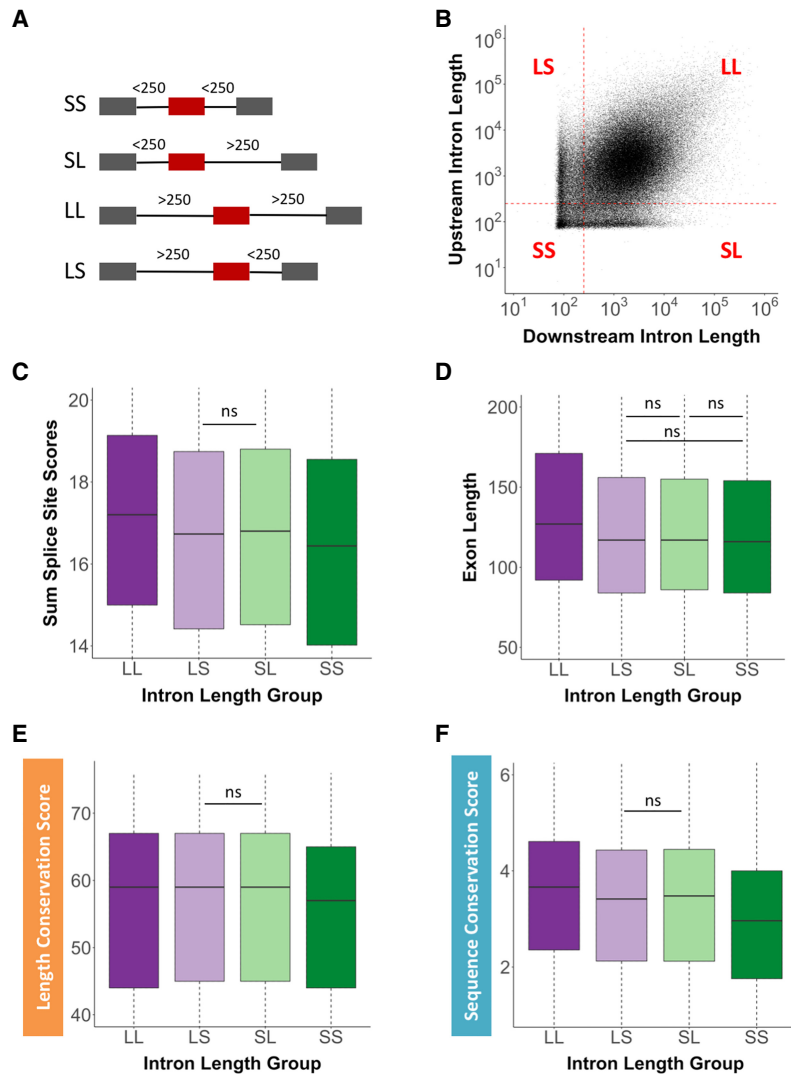 A
<250 <250
SS
<250 >250
SL
>250 >250
LL
>250 <250
LS
B
Upstream Intron Length
10^6
10^5
10^4
10^3
10^2
10^1
LS LL
SS SL
10^1 10^2 10^3 10^4 10^5 10^6
Downstream Intron Length
C
Sum Splice Site Scores
20
18
16
14
ns
LL LS SL SS
Intron Length Group
D
Exon Length
200
150
100
50
ns ns
ns
LL LS SL SS
Intron Length Group
E
Length Conservation Score
70
60
50
40
ns
LL LS SL SS
Intron Length Group
F
Sequence Conservation Score
6
4
2
ns
LL LS SL SS
Intron Length Group